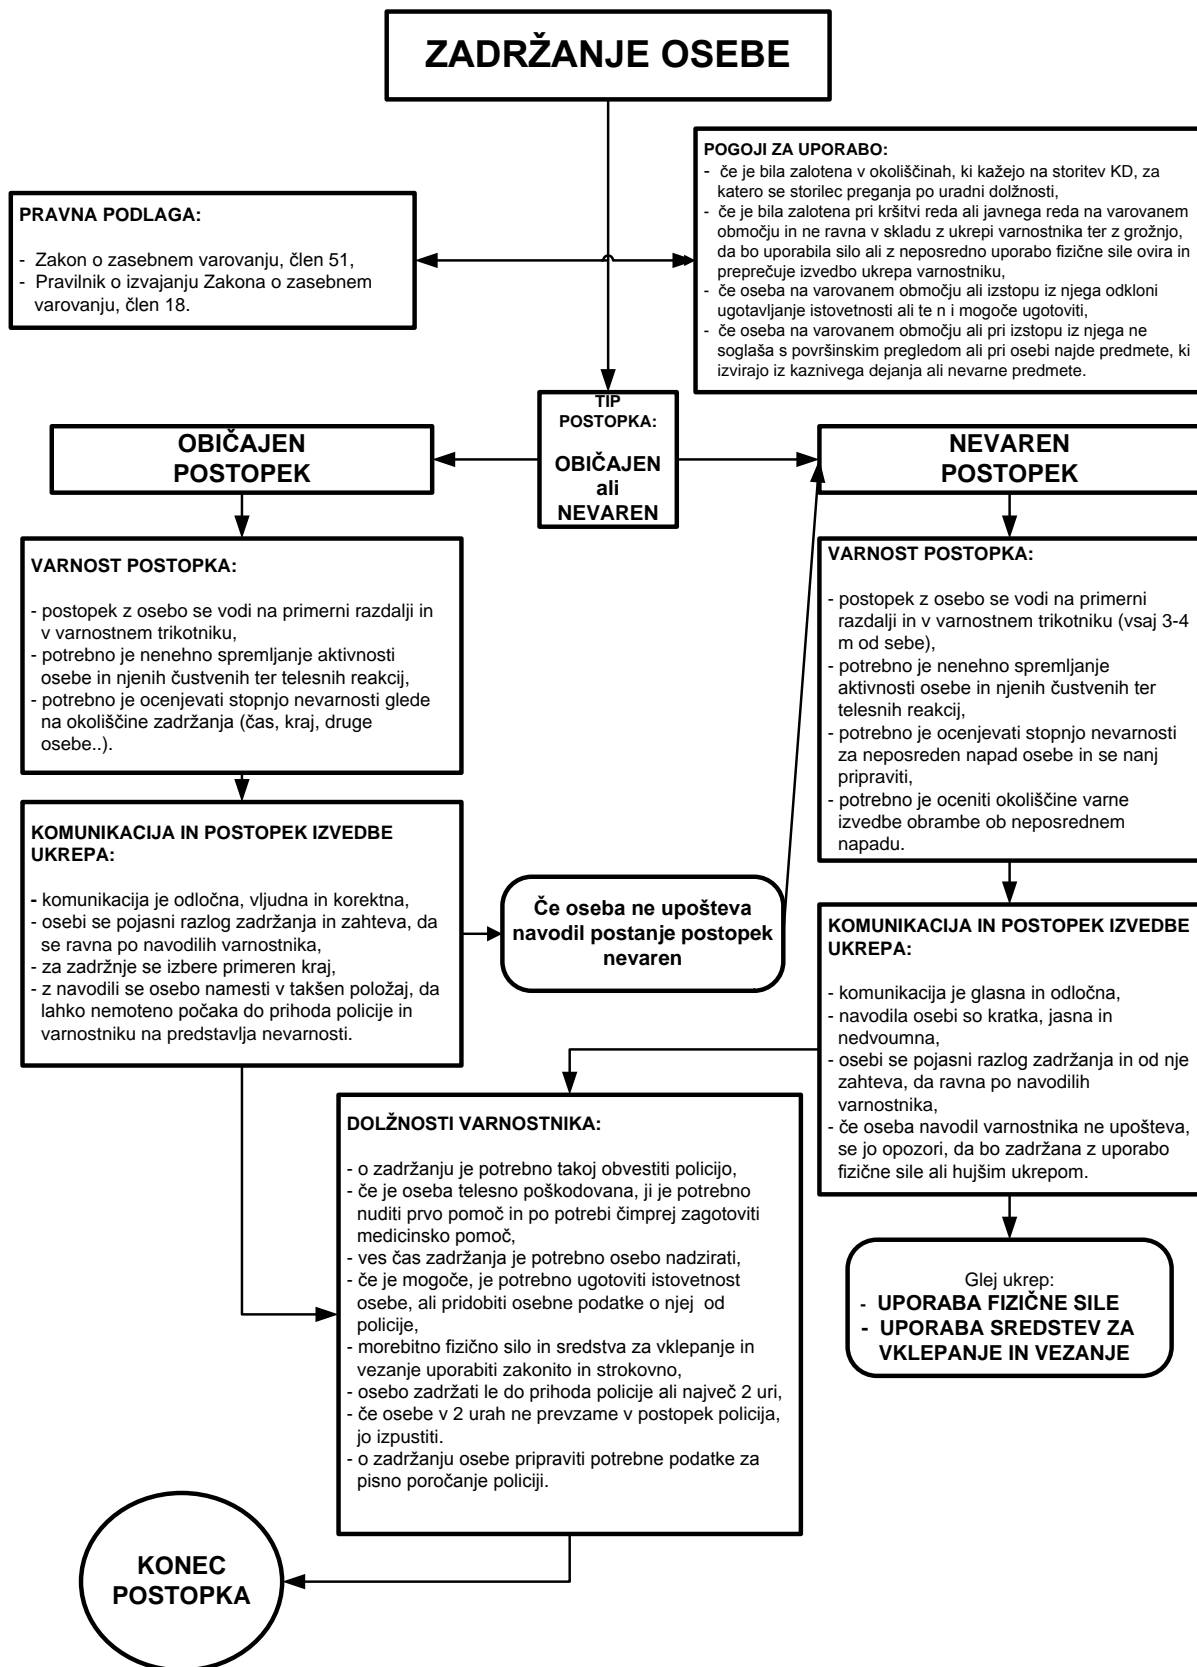 ZADRŽANJE OSEBE
PRAVNA PODLAGA:
- Zakon o zasebnem varovanju, člen 51,
- Pravilnik o izvajanju Zakona o zasebnem
varovanju, člen 18.
POGOJI ZA UPORABO:
- če je bila zalotena v okoliščinah, ki kažejo na storitev KD, za
katero se storilec preganja po uradni dolžnosti,
- če je bila zalotena pri kršitvi reda ali javnega reda na varovanem
območju in ne ravna v skladu z ukrepi varnostnika ter z grožnjo,
da bo uporabila silo ali z neposredno uporabo fizične sile ovira in
preprečuje izvedbo ukrepa varnostniku,
- če oseba na varovanem območju ali izstopu iz njega odkloni
ugotavljanje istovetnosti ali te n i mogoče ugotoviti,
- če oseba na varovanem območju ali pri izstopu iz njega ne
soglaša s površinskim pregledom ali pri osebi najde predmete, ki
izvirajo iz kaznivega dejanja ali nevarne predmete.
TIP
POSTOPKA:
OBIČAJEN
ali
NEVAREN
OBIČAJEN
POSTOPEK
NEVAREN
POSTOPEK
VARNOST POSTOPKA:
- postopek z osebo se vodi na primerni razdalji in
v varnostnem trikotniku,
- potrebno je nenehno spremljanje aktivnosti
osebe in njenih čustvenih ter telesnih reakcij,
- potrebno je ocenjevati stopnjo nevarnosti glede
na okoliščine zadržanja (čas, kraj, druge
osebe..).
VARNOST POSTOPKA:
- postopek z osebo se vodi na primerni
razdalji in v varnostnem trikotniku (vsaj 3-4
m od sebe),
- potrebno je nenehno spremljanje
aktivnosti osebe in njenih čustvenih ter
telesnih reakcij,
- potrebno je ocenjevati stopnjo nevarnosti
za neposreden napad osebe in se nanj
pripraviti,
- potrebno je oceniti okoliščine varne
izvedbe obrambe ob neposrednem
napadu.
KOMUNIKACIJA IN POSTOPEK IZVEDBE
UKREPA:
- komunikacija je odločna, vljudna in korektna,
- osebi se pojasni razlog zadržanja in zahteva, da
se ravna po navodilih varnostnika,
- za zadržnje se izbere primeren kraj,
- z navodili se osebo namesti v takšen položaj, da
lahko nemoteno počaka do prihoda policije in
varnostniku na predstavlja nevarnosti.
Če oseba ne upošteva
navodil postanje postopek
nevaren
KOMUNIKACIJA IN POSTOPEK IZVEDBE
UKREPA:
- komunikacija je glasna in odločna,
- navodila osebi so kratka, jasna in
nedvoumna,
- osebi se pojasni razlog zadržanja in od nje
zahteva, da ravna po navodilih
varnostnika,
- če oseba navodil varnostnika ne upošteva,
se jo opozori, da bo zadržana z uporabo
fizične sile ali hujšim ukrepom.
DOLŽNOSTI VARNOSTNIKA:
- o zadržanju je potrebno takoj obvestiti policijo,
- če je oseba telesno poškodovana, ji je potrebno
nuditi prvo pomoč in po potrebi čimprej zagotoviti
medicinsko pomoč,
- ves čas zadržanja je potrebno osebo nadzirati,
- če je mogoče, je potrebno ugotoviti istovetnost
osebe, ali pridobiti osebne podatke o njej od
policije,
- morebitno fizično silo in sredstva za vklepanje in
vezanje uporabiti zakonito in strokovno,
- osebo zadržati le do prihoda policije ali največ 2 uri,
- če osebe v 2 urah ne prevzame v postopek policija,
jo izpustiti.
- o zadržanju osebe pripraviti potrebne podatke za
pisno poročanje policiji.
Glej ukrep:
- UPORABA FIZIČNE SILE
- UPORABA SREDSTEV ZA
VKLEPANJE IN VEZANJE
KONEC
POSTOPKA